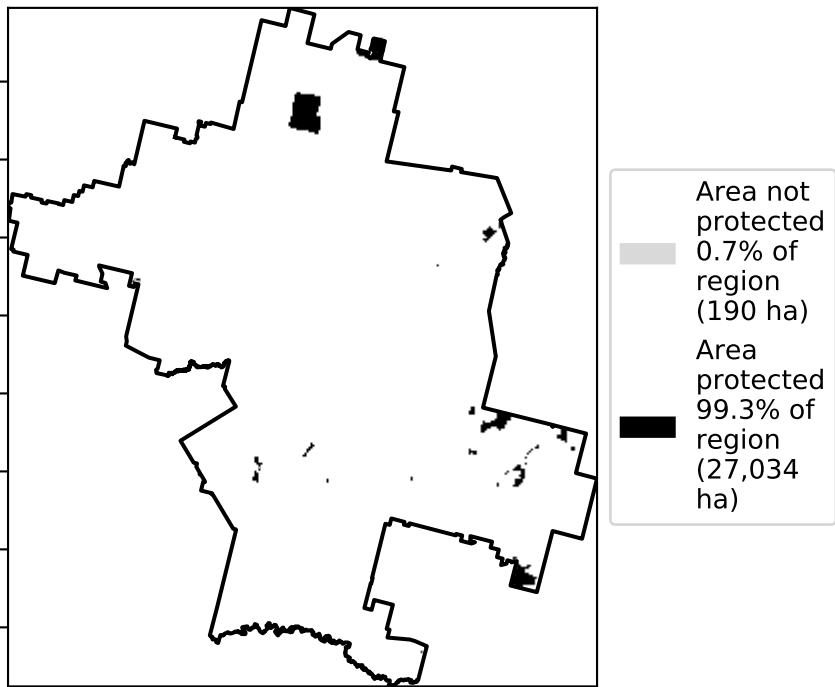 Area not
protected
0.7% of
region
(190 ha)
Area
protected
99.3% of
region
(27,034
ha)